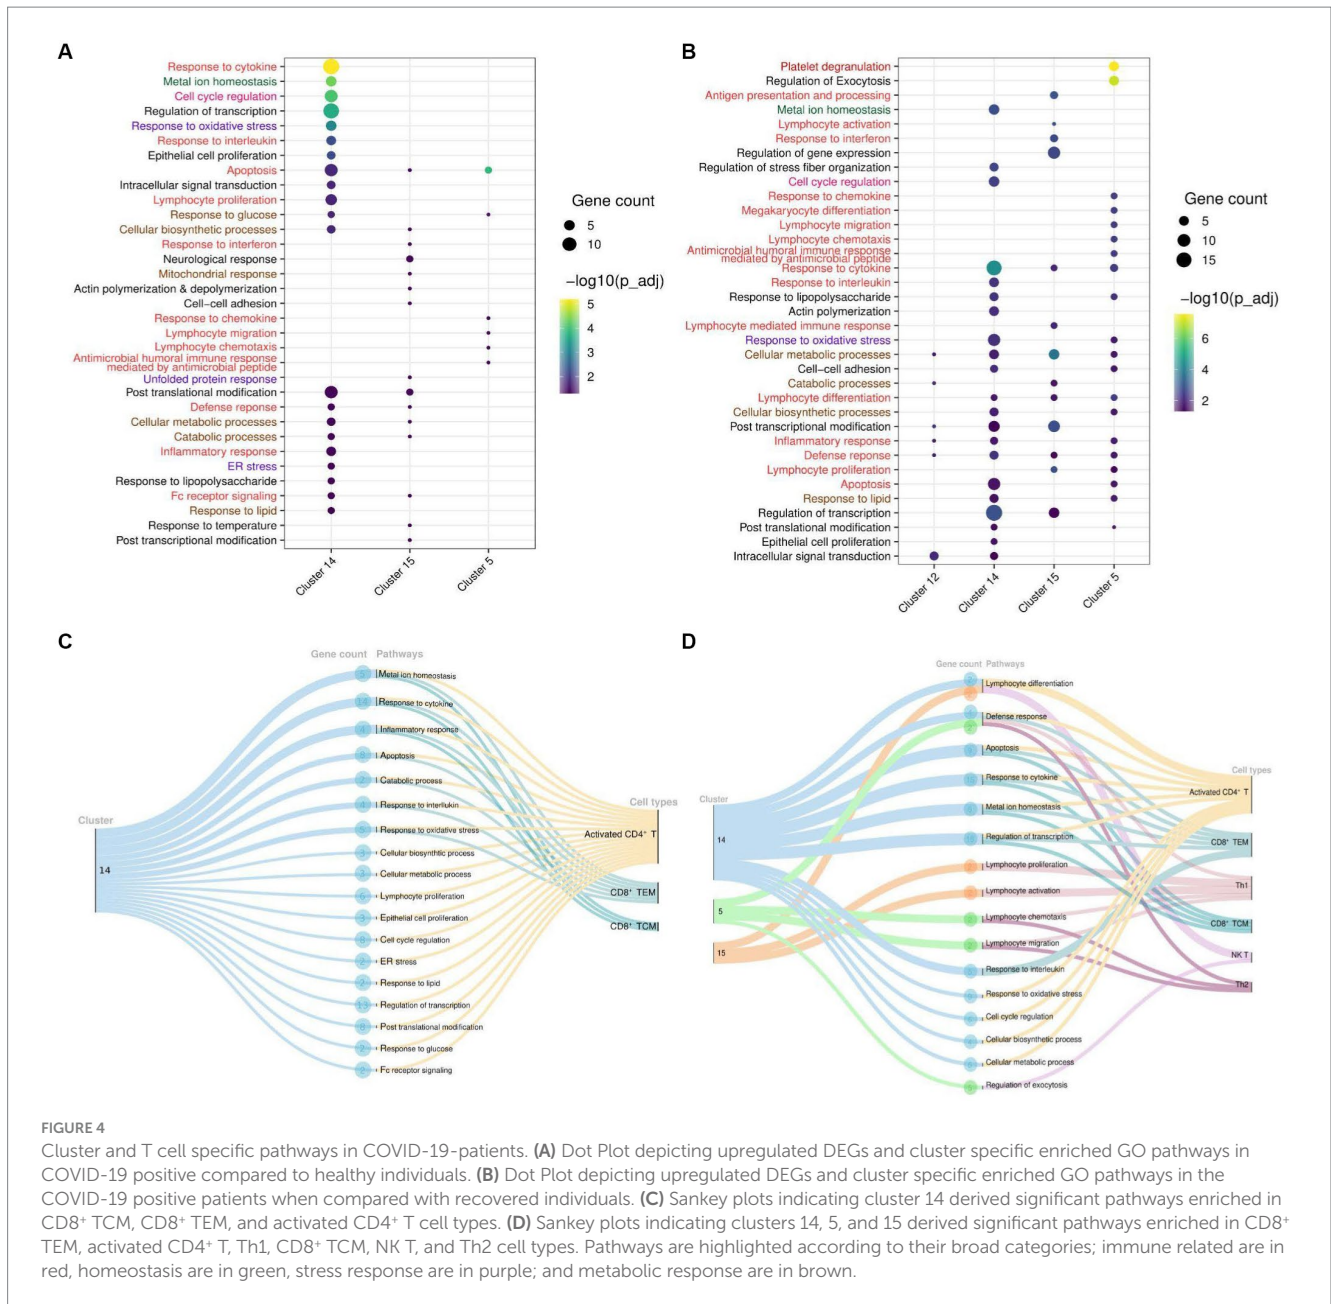 A
Response to cytokine
Metal ion homeostasis
Cell cycle regulation
Regulation of transcription
Response to oxidative stress
Response to interleukin
Epithelial cell proliferation
Apoptosis
Intracellular signal transduction
Lymphocyte proliferation
Response to glucose
Cellular biosynthetic processes
Response to interferon
Neurological response
Mitochondrial response
Actin polymerization & depolymerization
Cell-cell adhesion
Response to chemokine
Lymphocyte migration
Lymphocyte chemotaxis
Antimicrobial humoral immune response
mediated by antimicrobial peptide
Unfolded protein response
Post translational modification
Defense reponse
Cellular metabolic processes
Catabolic processes
Inflammatory response
ER stress
Response to lipopolysaccharide
Fc receptor signaling
Response to lipid
Response to temperature
Post transcriptional modification
Cluster 14
Cluster 15
Cluster 5
Gene count
5
10
−log10(p_adj)
5
4
3
2
B
Platelet degranulation
Regulation of Exocytosis
Antigen presentation and processing
Metal ion homeostasis
Lymphocyte activation
Response to interferon
Regulation of gene expression
Regulation of stress fiber organization
Cell cycle regulation
Response to chemokine
Megakaryocyte differentiation
Lymphocyte migration
Lymphocyte chemotaxis
Antimicrobial humoral immune response
mediated by antimicrobial peptide
Response to cytokine
Response to interleukin
Response to lipopolysaccharide
Actin polymerization
Lymphocyte mediated immune response
Response to oxidative stress
Cellular metabolic processes
Cell-cell adhesion
Catabolic processes
Lymphocyte differentiation
Cellular biosynthetic processes
Post transcriptional modification
Inflammatory response
Defense reponse
Lymphocyte proliferation
Apoptosis
Response to lipid
Regulation of transcription
Post translational modification
Epithelial cell proliferation
Intracellular signal transduction
Cluster 12
Cluster 14
Cluster 15
Cluster 5
Gene count
5
10
15
−log10(p_adj)
6
4
2
C
Gene count Pathways
Cluster
14
Metal ion homeostasis
Response to cytokine
Inflammatory response
Apoptosis
Catabolic process
Response to interliukin
Response to oxidative stress
Cellular biosynthtic process
Cellular metabolic process
Lymphocyte proliferation
Epithelial cell proliferation
Cell cycle regulation
ER stress
Response to lipid
Regulation of transcription
Post translational modification
Response to glucose
Fc receptor signaling
Cell types
Activated CD4⁺ T
CD8⁺ TEM
CD8⁺ TCM
D
Gene count Pathways
Cluster
14
5
15
Lymphocyte differentiation
Defense response
Apoptosis
Response to cytokine
Metal ion homeostasis
Regulation of transcription
Lymphocyte proliferation
Lymphocyte activation
Lymphocyte chemotaxis
Lymphocyte migration
Response to interleukin
Response to oxidative stress
Cell cycle regulation
Cellular biosynthetic process
Cellular metabolic process
Regulation of exocytosis
Cell types
Activated CD4⁺ T
CD8⁺ TEM
Th1
CD8⁺ TCM
NK T
Th2
FIGURE 4
Cluster and T cell specific pathways in COVID-19-patients. (A) Dot Plot depicting upregulated DEGs and cluster specific enriched GO pathways in
COVID-19 positive compared to healthy individuals. (B) Dot Plot depicting upregulated DEGs and cluster specific enriched GO pathways in the
COVID-19 positive patients when compared with recovered individuals. (C) Sankey plots indicating cluster 14 derived significant pathways enriched in
CD8⁺ TCM, CD8⁺ TEM, and activated CD4⁺ T cell types. (D) Sankey plots indicating clusters 14, 5, and 15 derived significant pathways enriched in CD8⁺
TEM, activated CD4⁺ T, Th1, CD8⁺ TCM, NK T, and Th2 cell types. Pathways are highlighted according to their broad categories; immune related are in
red, homeostasis are in green, stress response are in purple; and metabolic response are in brown.